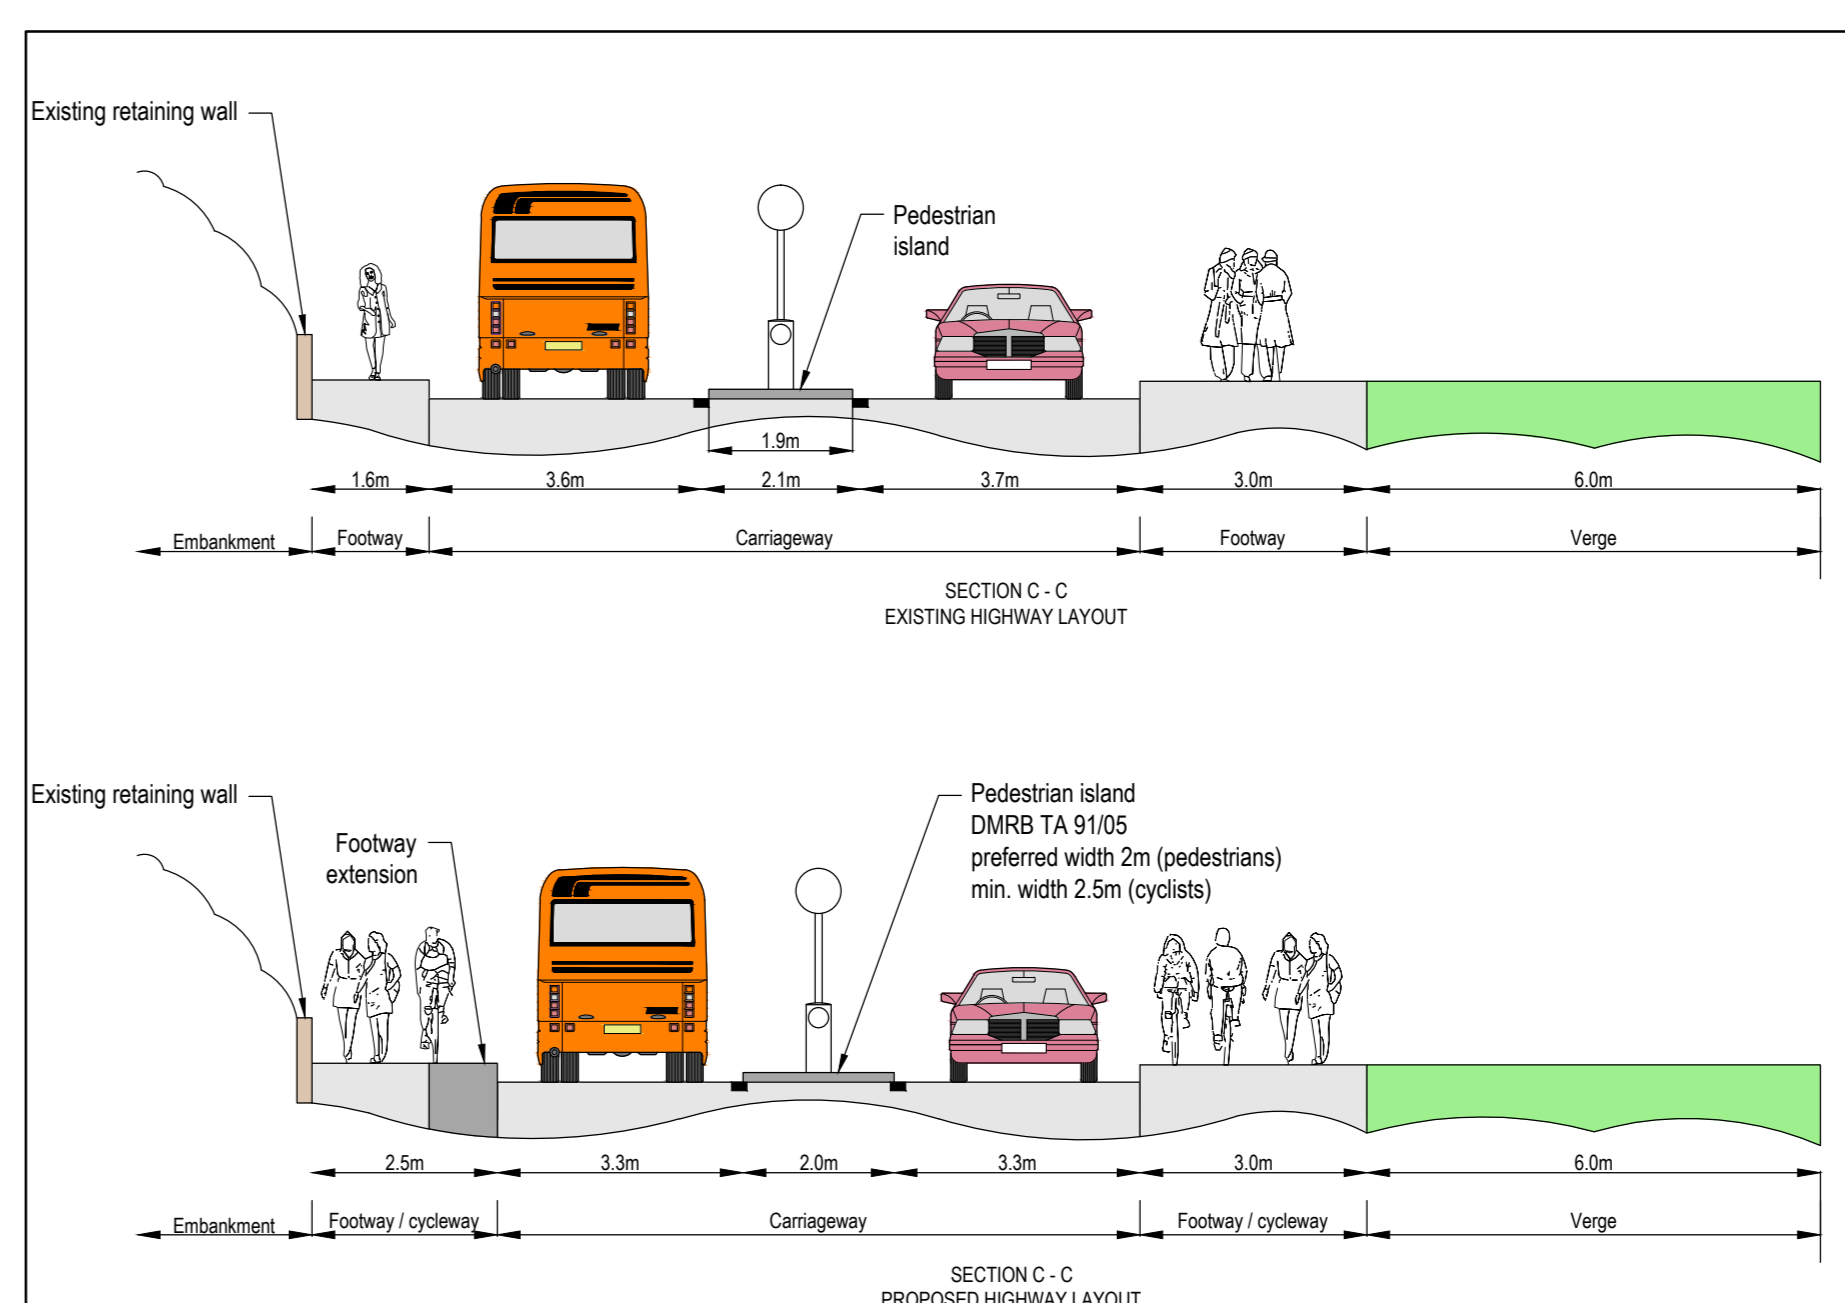 Existing retaining wall
Pedestrian
island
1.9m
1.6m
3.6m
2.1m
3.7m
3.0m
6.0m
Embankment
Footway
Carriageway
Footway
Verge
SECTION C - C
EXISTING HIGHWAY LAYOUT
Existing retaining wall
Footway
extension
Pedestrian island
DMRB TA 91/05
preferred width 2m (pedestrians)
min. width 2.5m (cyclists)
2.5m
3.3m
2.0m
3.3m
3.0m
6.0m
Embankment
Footway / cycleway
Carriageway
Footway / cycleway
Verge
SECTION C - C
PROPOSED HIGHWAY LAYOUT